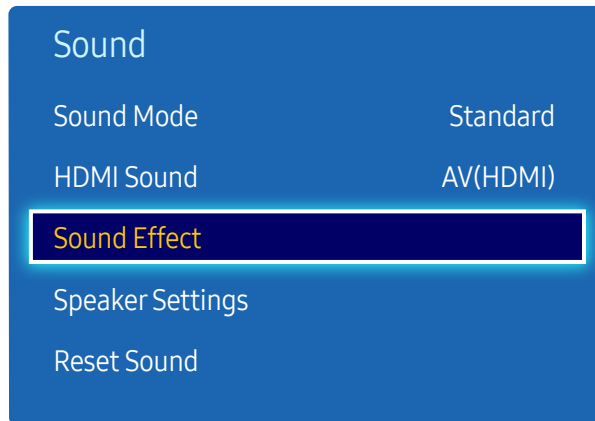 Sound
Sound Mode Standard
HDMI Sound AV(HDMI)
Sound Effect
Speaker Settings
Reset Sound